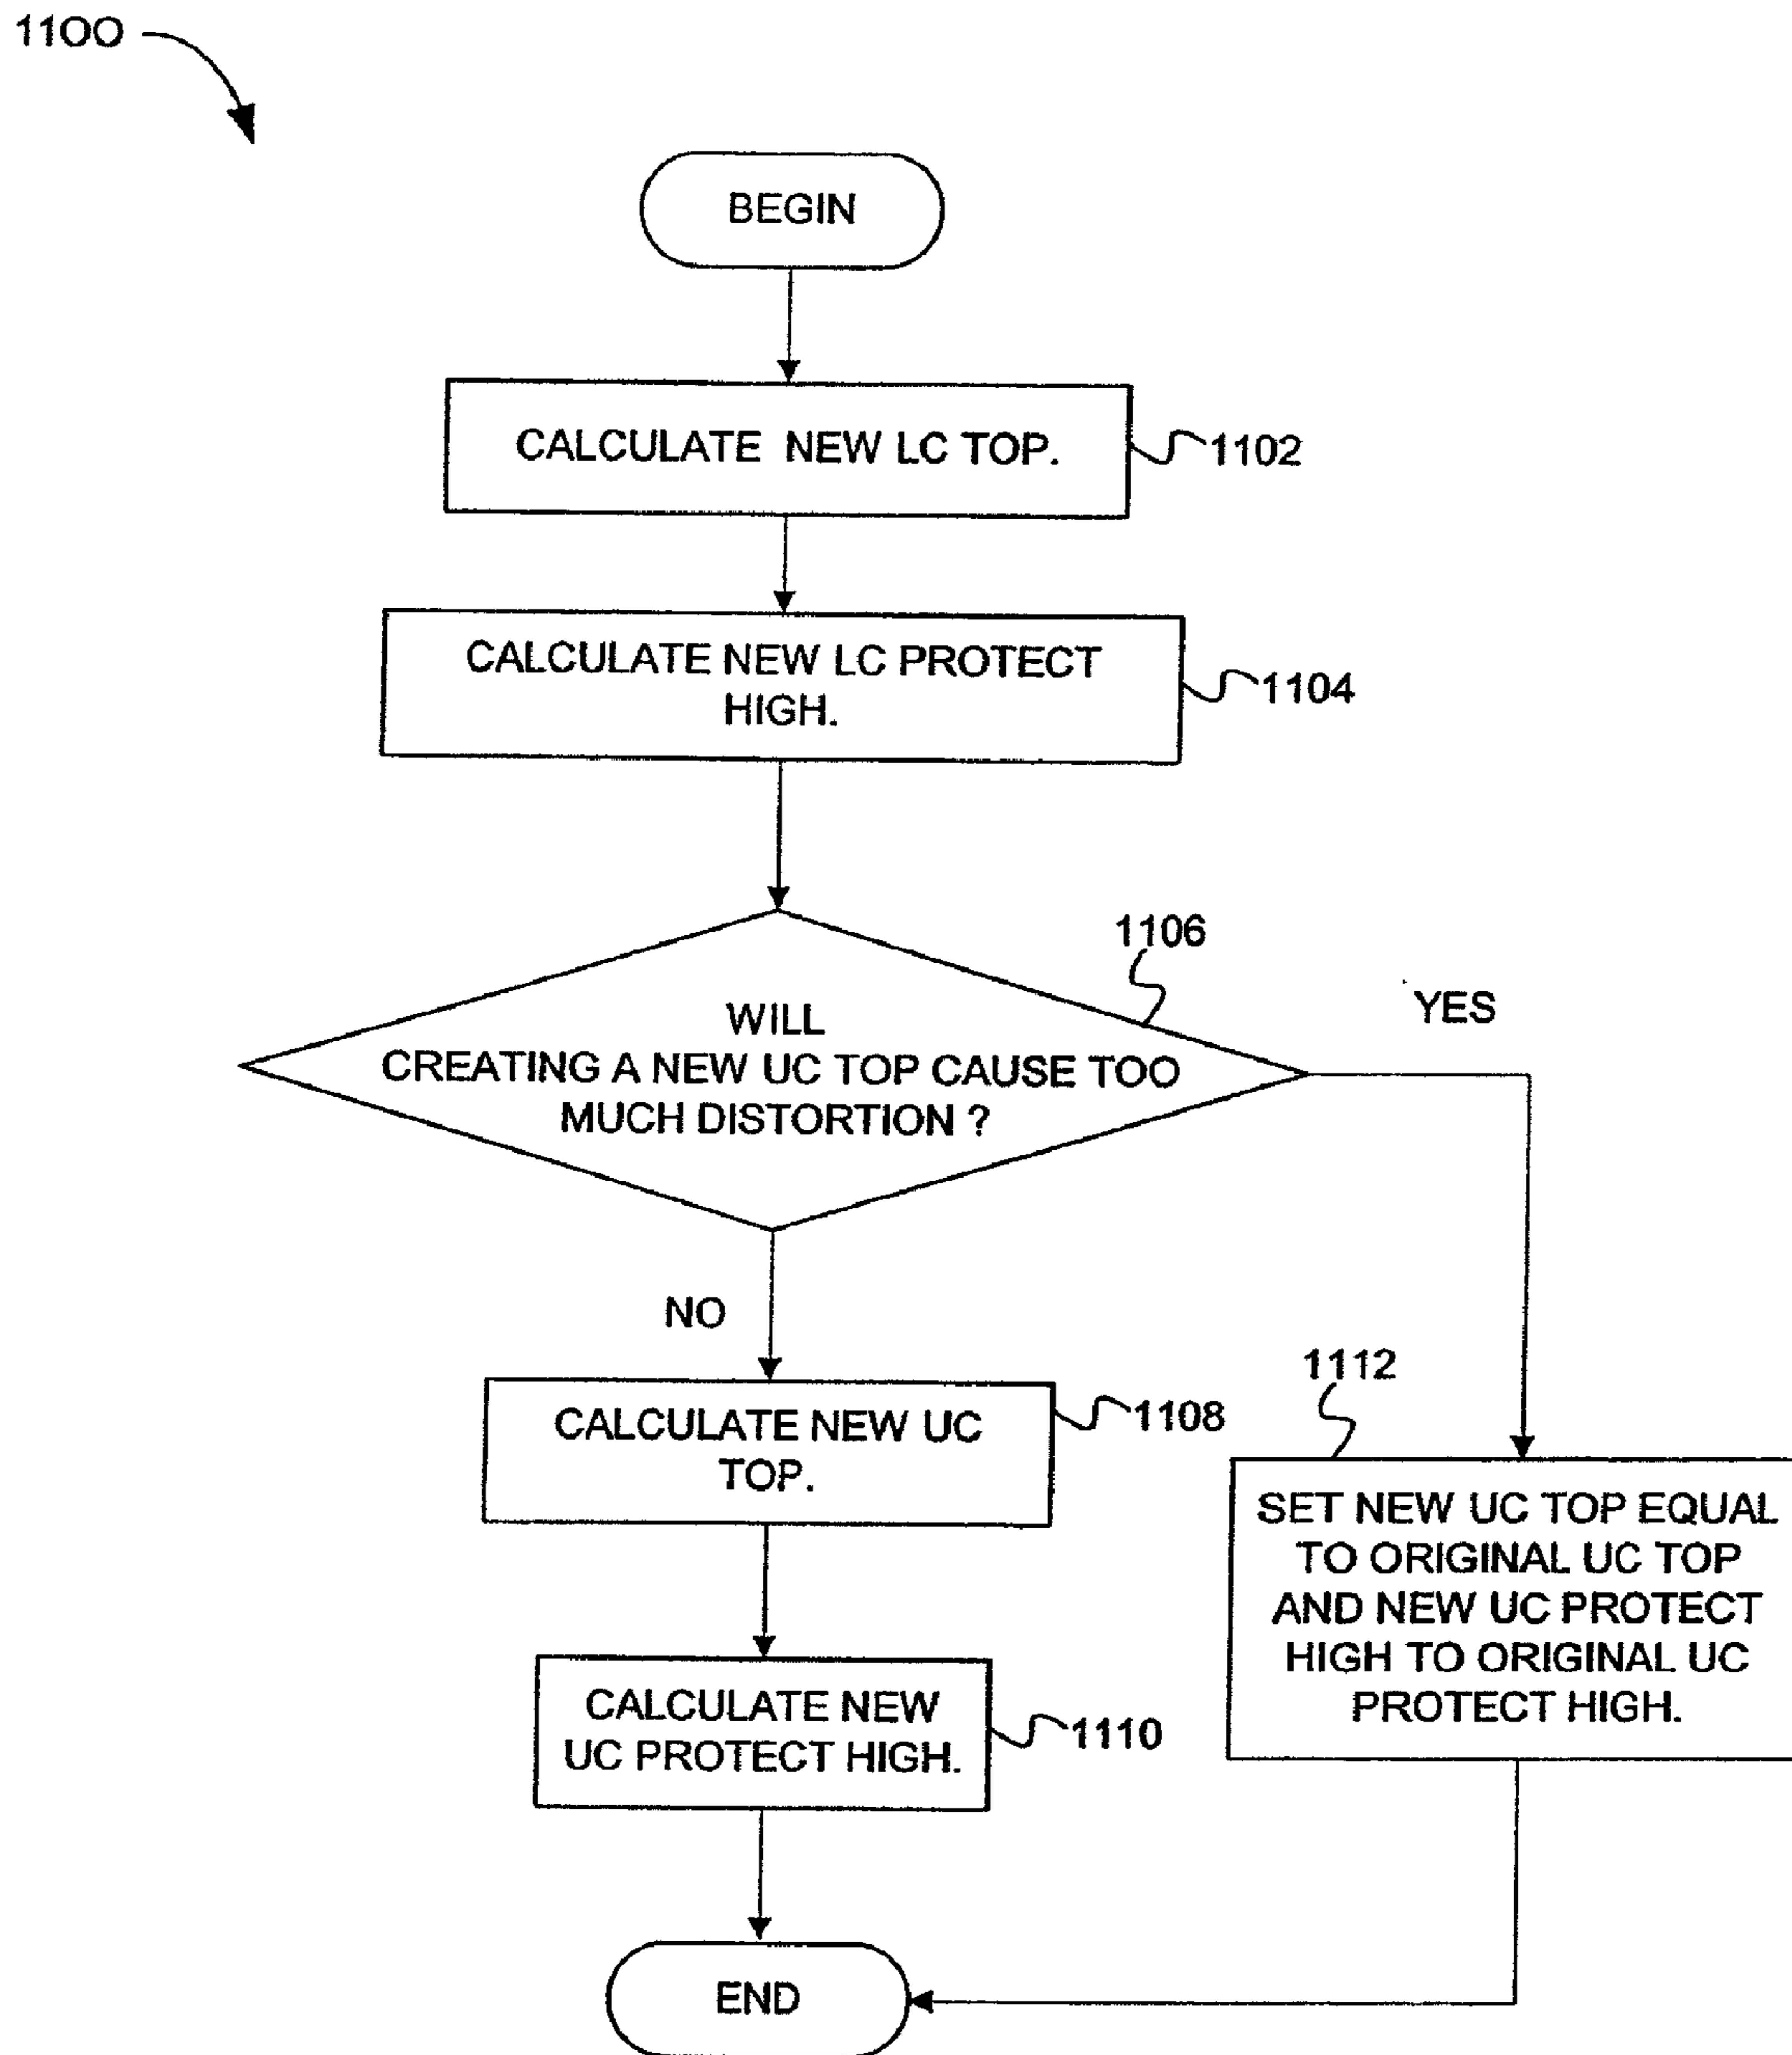 1100
BEGIN
CALCULATE NEW LC TOP.
1102
CALCULATE NEW LC PROTECT
HIGH.
1104
1106
WILL
CREATING A NEW UC TOP CAUSE TOO
MUCH DISTORTION ?
YES
NO
CALCULATE NEW UC
TOP.
1108
1112
SET NEW UC TOP EQUAL
TO ORIGINAL UC TOP
AND NEW UC PROTECT
HIGH TO ORIGINAL UC
PROTECT HIGH.
CALCULATE NEW
UC PROTECT HIGH.
1110
END